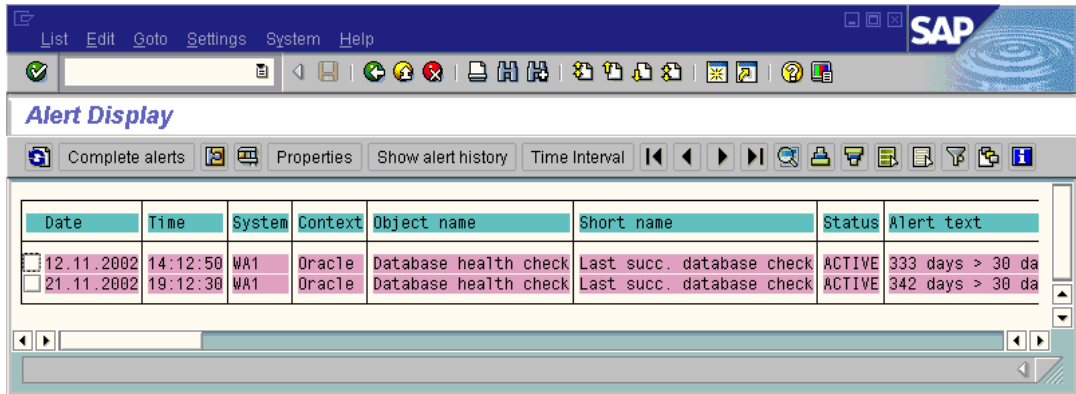 SAP
List Edit Goto Settings System Help
Alert Display
Complete alerts Properties Show alert history Time Interval
Date Time System Context Object name Short name Status Alert text
12.11.2002 14:12:50 WA1 Oracle Database health check Last succ. database check ACTIVE 333 days > 30 da
21.11.2002 19:12:30 WA1 Oracle Database health check Last succ. database check ACTIVE 342 days > 30 da